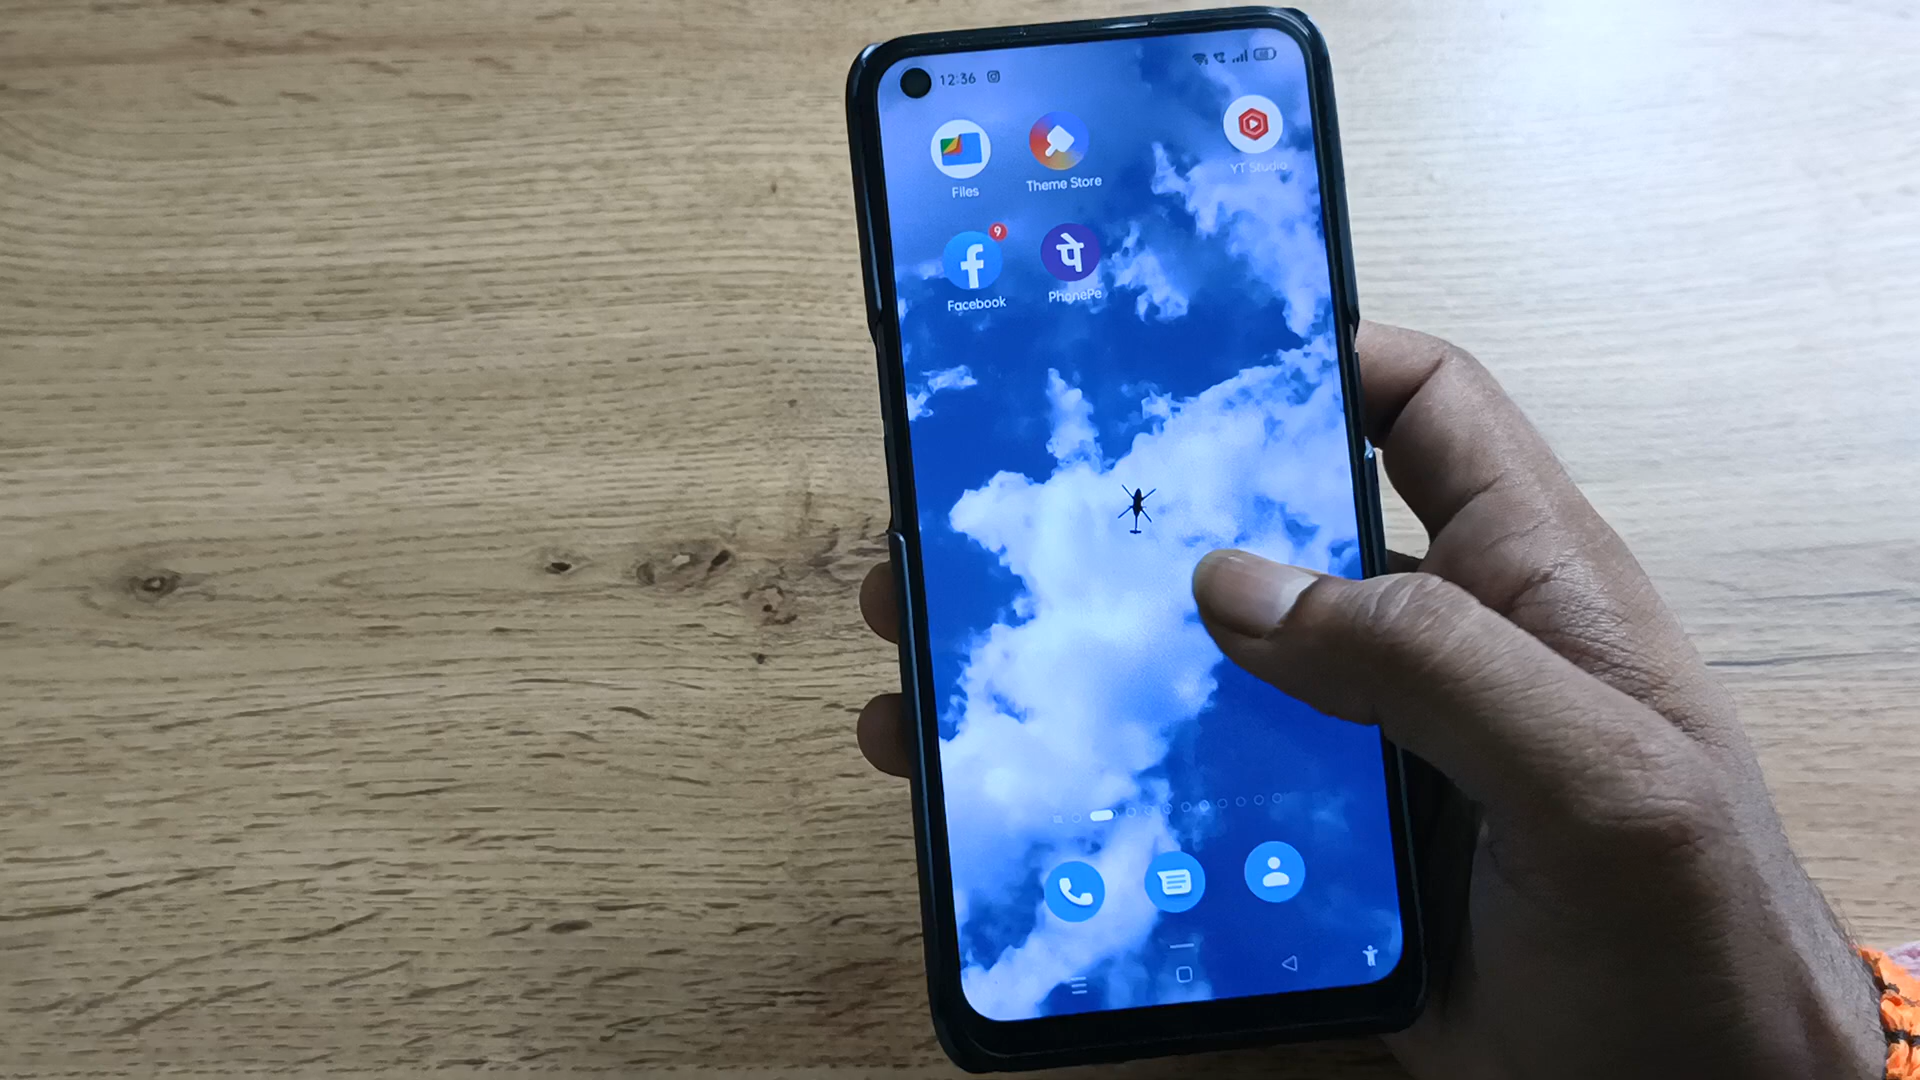 12:36
Files
Theme Store
YT Studio
9
f
पे
Facebook
PhonePe